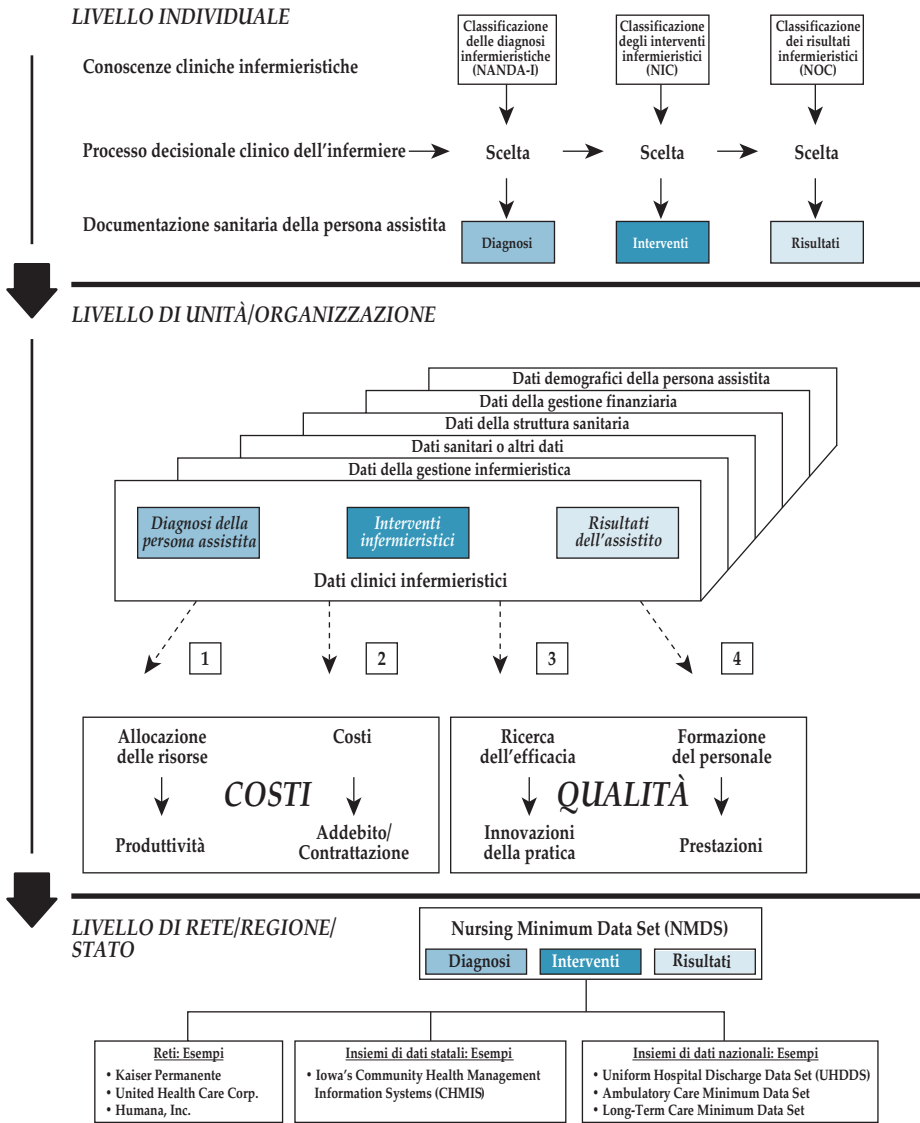 LIVELLO INDIVIDUALE
Classificazione
delle diagnosi
infermieristiche
(NANDA-I)
Classificazione
degli interventi
infermieristici
(NIC)
Classificazione
dei risultati
infermieristici
(NOC)
Conoscenze cliniche infermieristiche
Processo decisionale clinico dell'infermiere
Scelta
Scelta
Scelta
Documentazione sanitaria della persona assistita
Diagnosi
Interventi
Risultati
LIVELLO DI UNITÀ/ORGANIZZAZIONE
Dati demografici della persona assistita
Dati della gestione finanziaria
Dati della struttura sanitaria
Dati sanitari o altri dati
Dati della gestione infermieristica
Diagnosi della
persona assistita
Interventi
infermieristici
Risultati
dell'assistito
Dati clinici infermieristici
1
2
3
4
Allocazione
delle risorse
Costi
COSTI
Produttività
Addebito/
Contrattazione
Ricerca
dell'efficacia
Formazione
del personale
QUALITÀ
Innovazioni
della pratica
Prestazioni
LIVELLO DI RETE/REGIONE/
STATO
Nursing Minimum Data Set (NMDS)
Diagnosi
Interventi
Risultati
Reti: Esempi
• Kaiser Permanente
• United Health Care Corp.
• Humana, Inc.
Insiemi di dati statali: Esempi
• Iowa's Community Health Management
Information Systems (CHMIS)
Insiemi di dati nazionali: Esempi
• Uniform Hospital Discharge Data Set (UHDDS)
• Ambulatory Care Minimum Data Set
• Long-Term Care Minimum Data Set